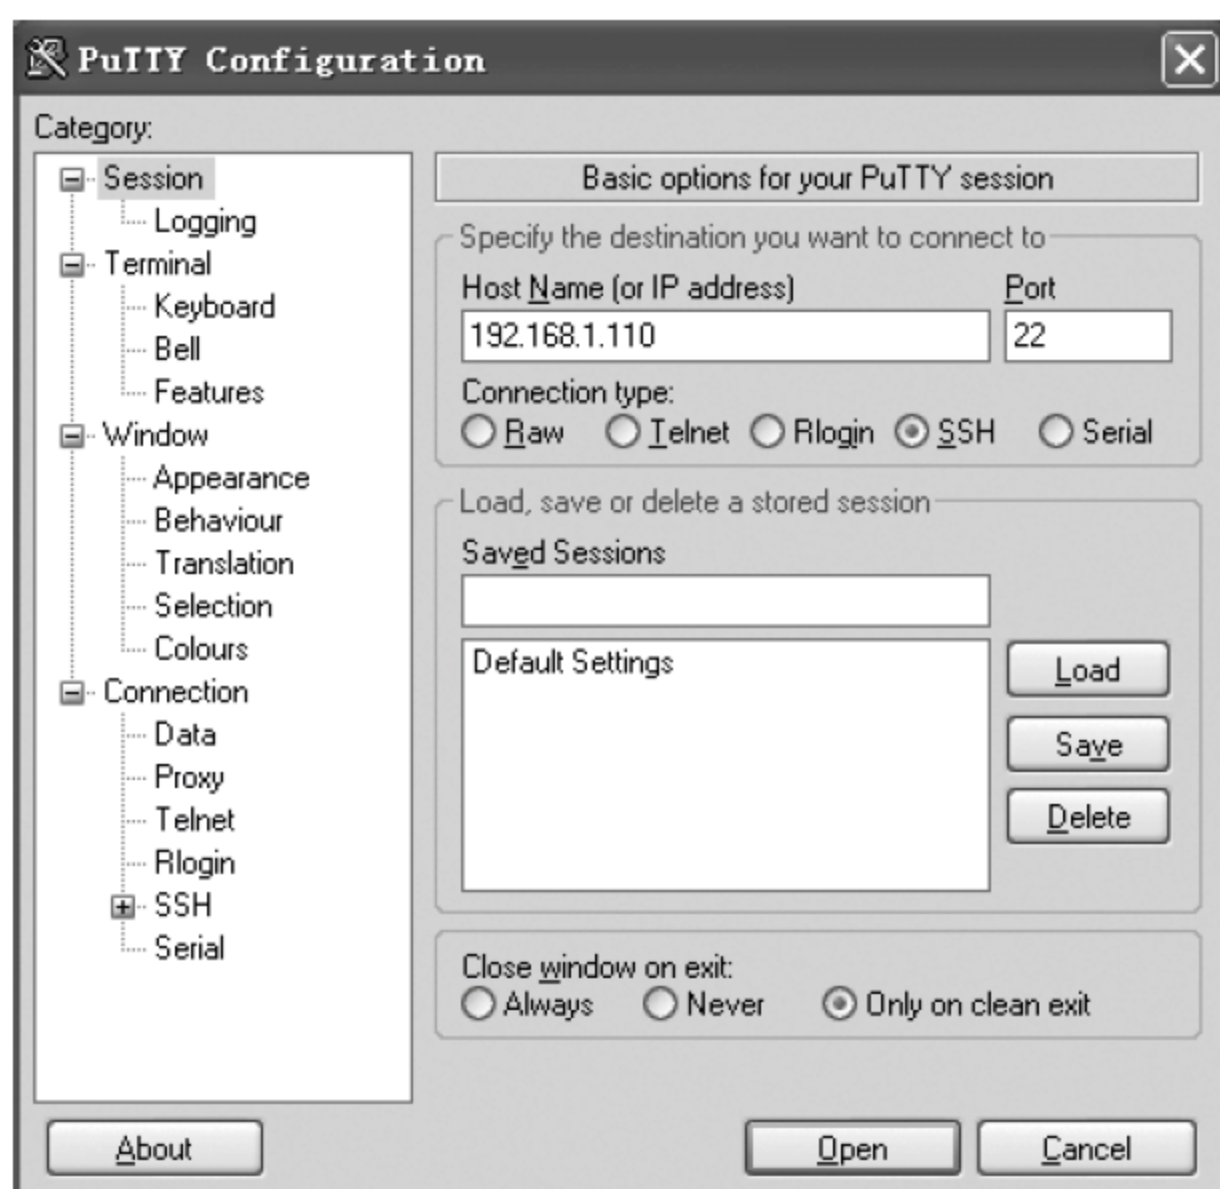 PuTTY Configuration
Category:
Session
Logging
Terminal
Keyboard
Bell
Features
Window
Appearance
Behaviour
Translation
Selection
Colours
Connection
Data
Proxy
Telnet
Rlogin
SSH
Serial
Basic options for your PuTTY session
Specify the destination you want to connect to
Host Name (or IP address) Port
192.168.1.110 22
Connection type:
Raw Telnet Rlogin SSH Serial
Load, save or delete a stored session
Saved Sessions
Default Settings
Load
Save
Delete
Close window on exit:
Always Never Only on clean exit
About Open Cancel